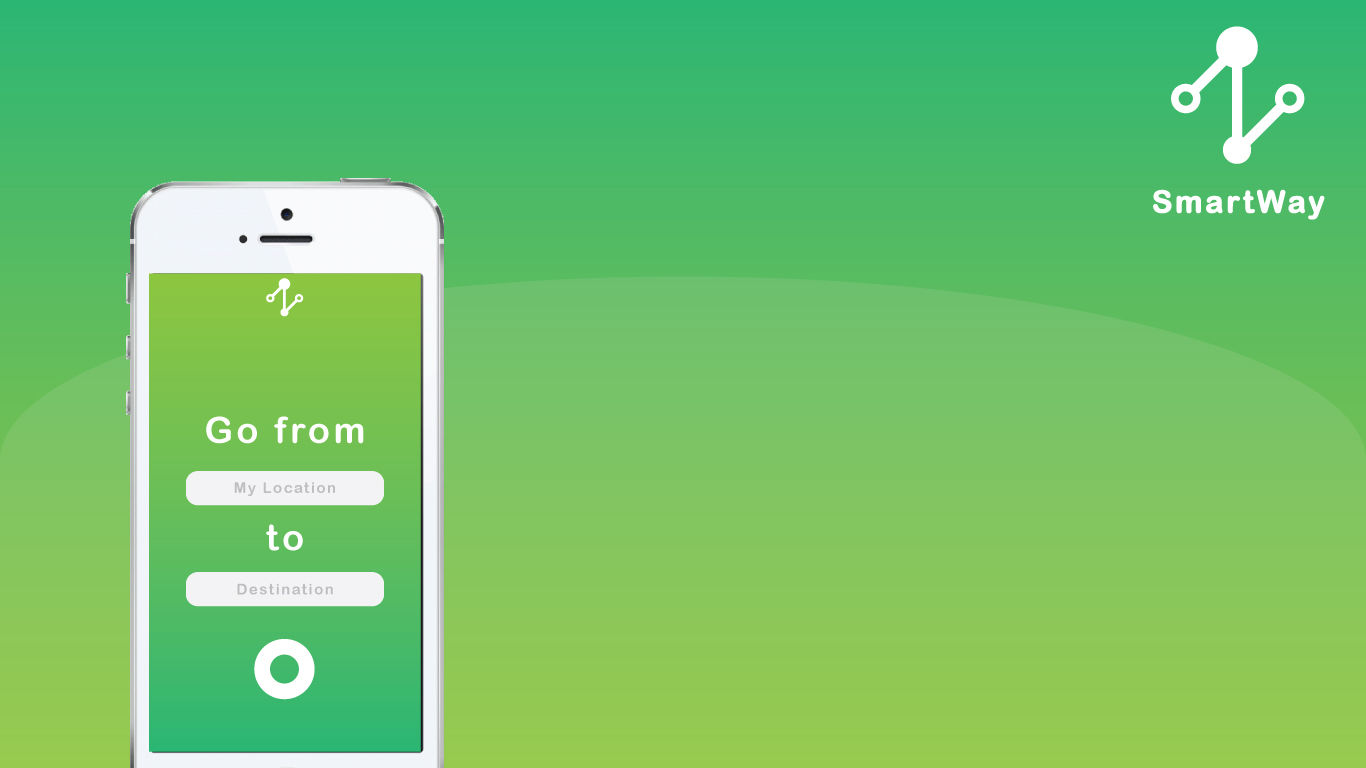 SmartWay
Go from
My Location
to
Destination